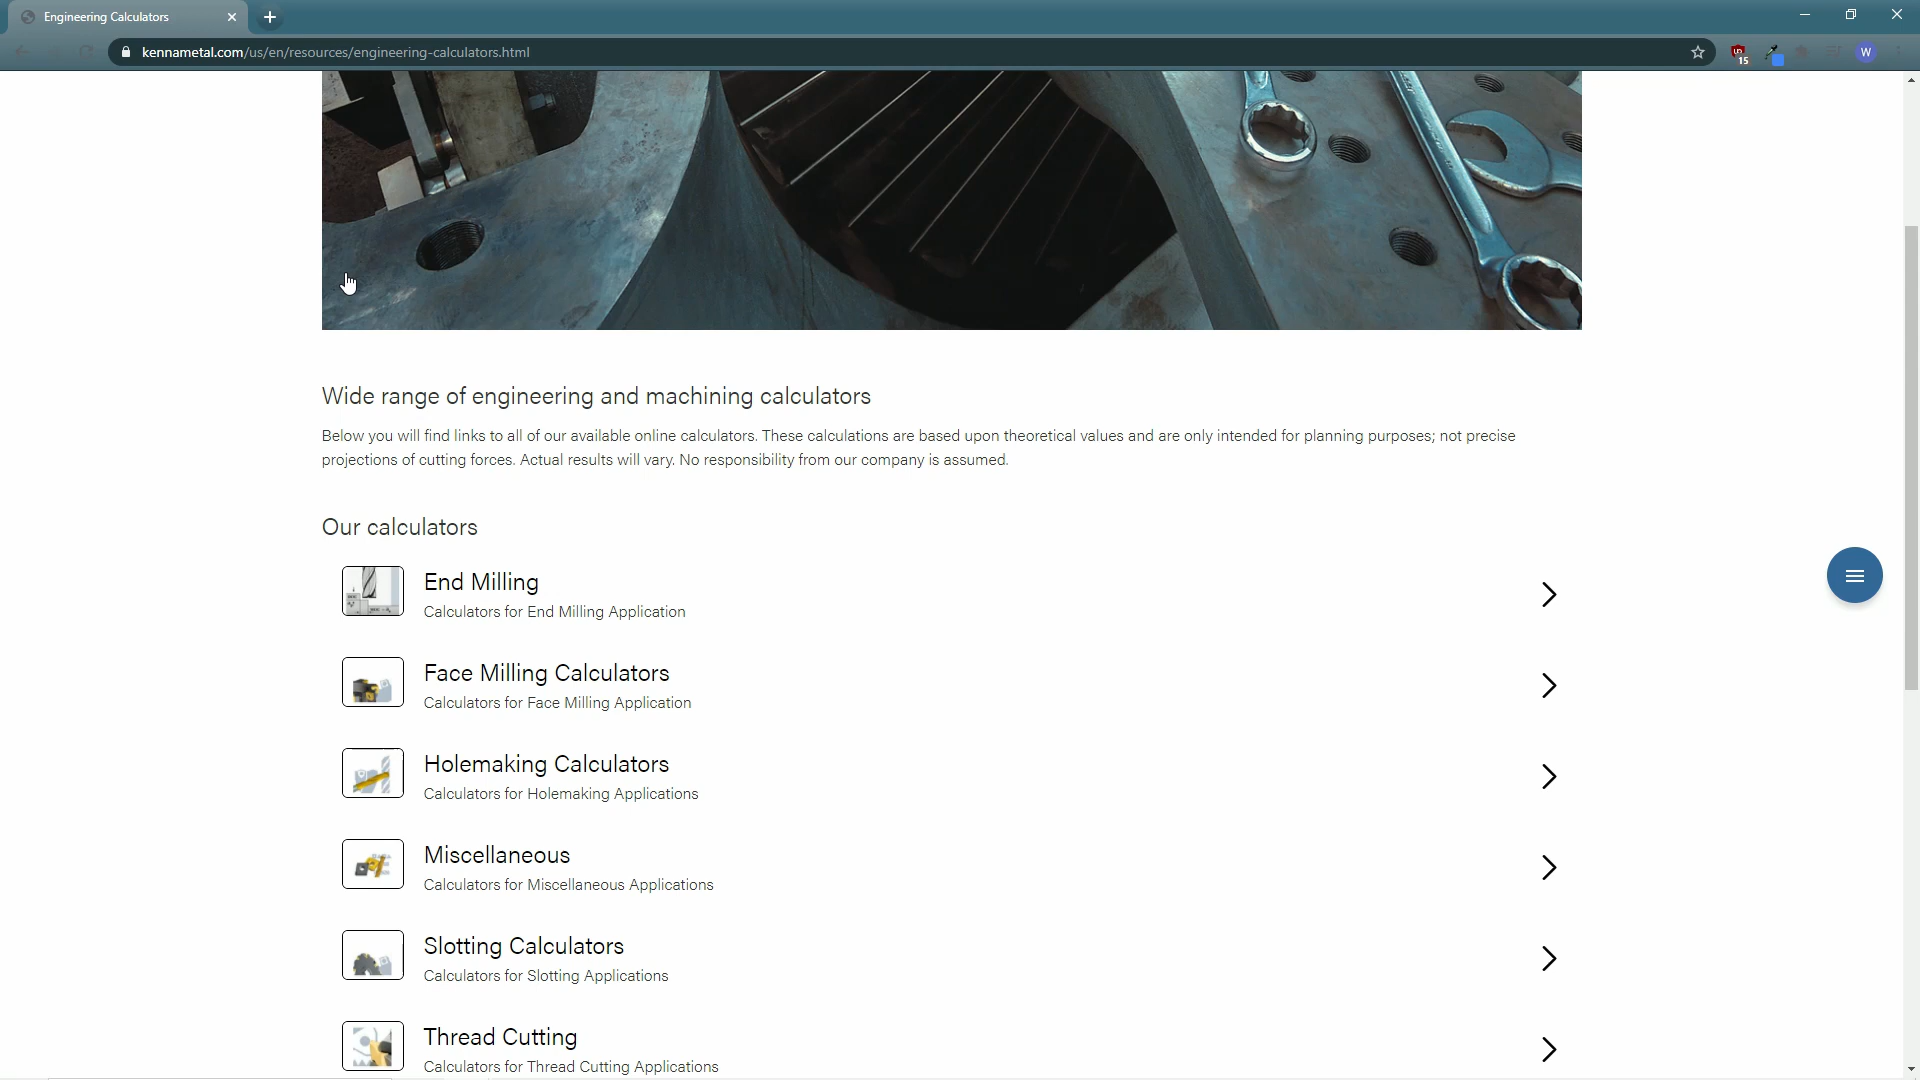 Engineering Calculators
kennametal.com/us/en/resources/engineering-calculators.html
15
W
Wide range of engineering and machining calculators
Below you will find links to all of our available online calculators. These calculations are based upon theoretical values and are only intended for planning purposes; not precise
projections of cutting forces. Actual results will vary. No responsibility from our company is assumed.
Our calculators
End Milling
Calculators for End Milling Application
Face Milling Calculators
Calculators for Face Milling Application
Holemaking Calculators
Calculators for Holemaking Applications
Miscellaneous
Calculators for Miscellaneous Applications
Slotting Calculators
Calculators for Slotting Applications
Thread Cutting
Calculators for Thread Cutting Applications